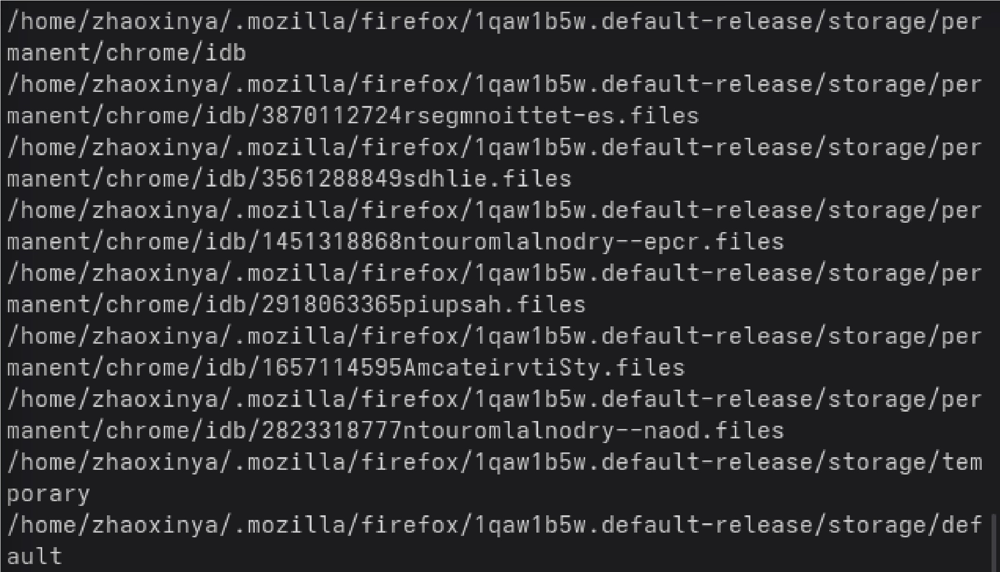 /home/zhaoxinya/.mozilla/firefox/1qaw1b5w.default-release/storage/per
manent/chrome/idb
/home/zhaoxinya/.mozilla/firefox/1qaw1b5w.default-release/storage/per
manent/chrome/idb/3870112724rsegmnoittet-es.files
/home/zhaoxinya/.mozilla/firefox/1qaw1b5w.default-release/storage/per
manent/chrome/idb/3561288849sdhlie.files
/home/zhaoxinya/.mozilla/firefox/1qaw1b5w.default-release/storage/per
manent/chrome/idb/1451318868ntouromlalnodry--epcr.files
/home/zhaoxinya/.mozilla/firefox/1qaw1b5w.default-release/storage/per
manent/chrome/idb/2918063365piupsah.files
/home/zhaoxinya/.mozilla/firefox/1qaw1b5w.default-release/storage/per
manent/chrome/idb/1657114595AmcateirvtiSty.files
/home/zhaoxinya/.mozilla/firefox/1qaw1b5w.default-release/storage/per
manent/chrome/idb/2823318777ntouromlalnodry--naod.files
/home/zhaoxinya/.mozilla/firefox/1qaw1b5w.default-release/storage/tem
porary
/home/zhaoxinya/.mozilla/firefox/1qaw1b5w.default-release/storage/def
ault